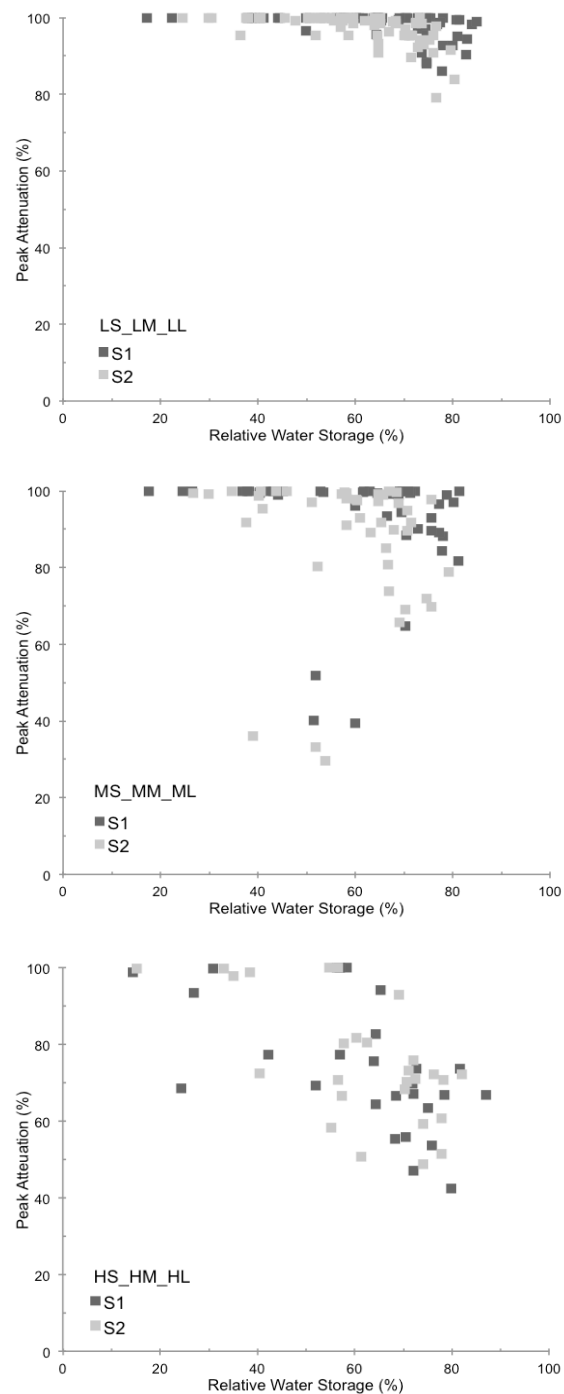 100
80
60
40
20
0
Peak Attenuation (%)
LS_LM_LL
S1
S2
0 20 40 60 80 100
Relative Water Storage (%)
100
80
60
40
20
0
Peak Attenuation (%)
MS_MM_ML
S1
S2
0 20 40 60 80 100
Relative Water Storage (%)
100
80
60
40
20
0
Peak Atteuation (%)
HS_HM_HL
S1
S2
0 20 40 60 80 100
Relative Water Storage (%)